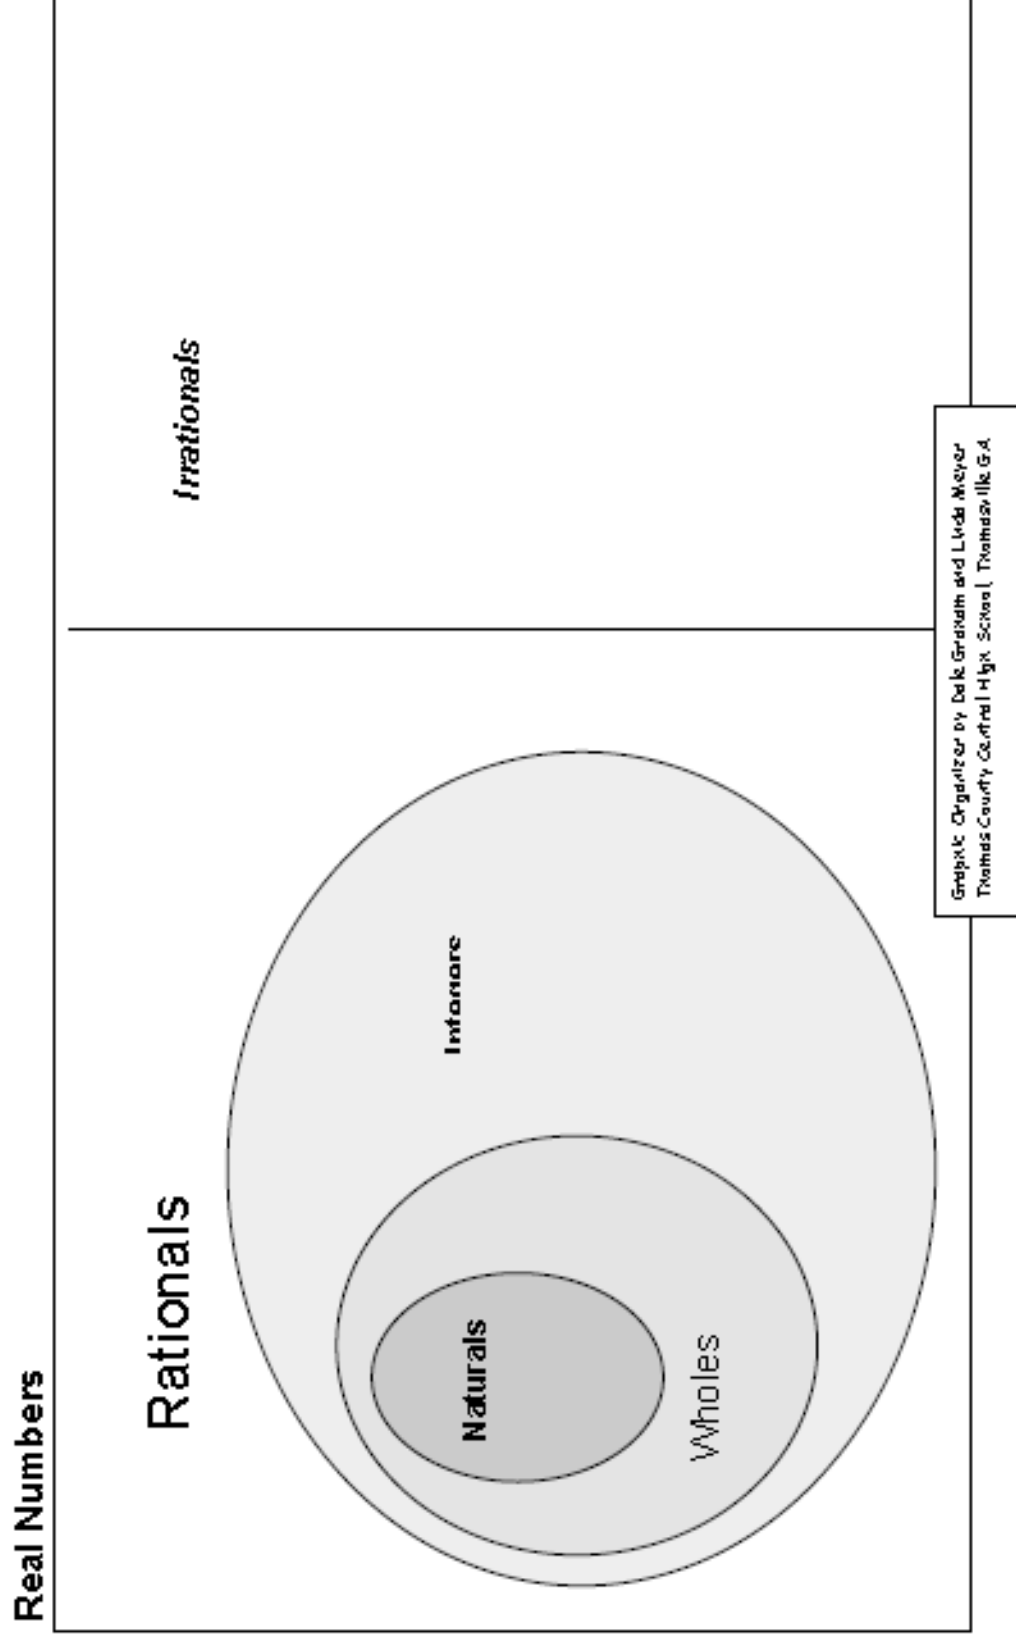 Real Numbers
Rationals
Irrationals
Naturals
Wholes
Graphic Organizer by Dale Graham and Linda Meyer
Thomas County Central High School, Thomasville GA